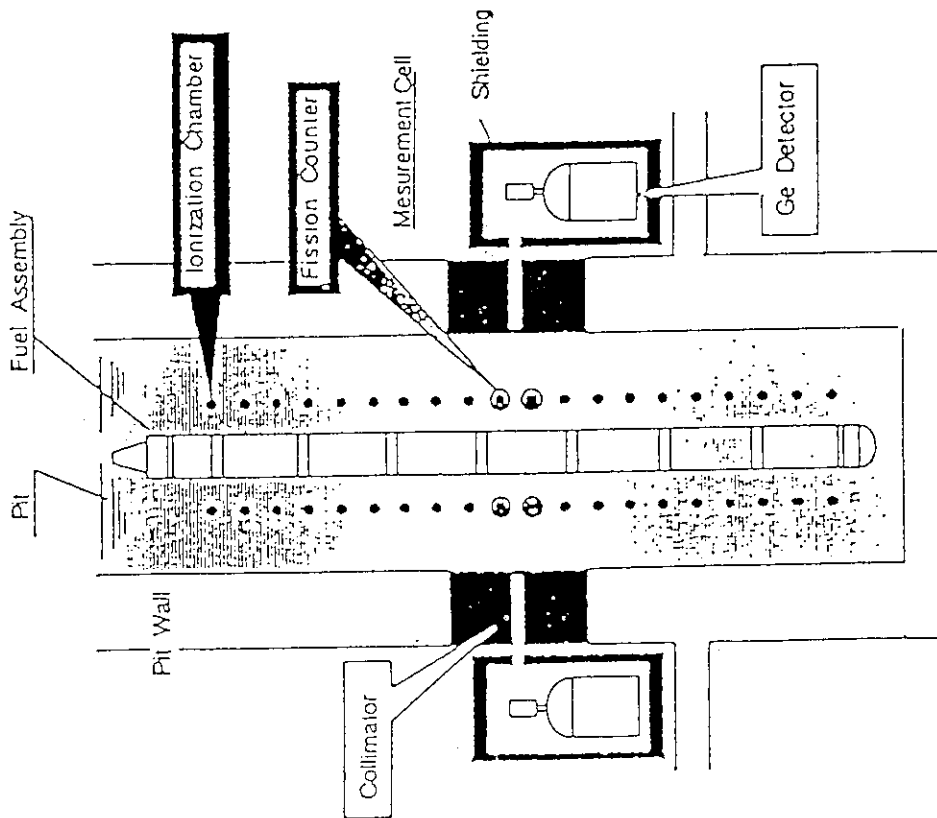 Pit
Fuel Assembly
Ionization Chamber
Fission Counter
Mesurement Cell
Shielding
Ge Detector
Pit Wall
Collimator